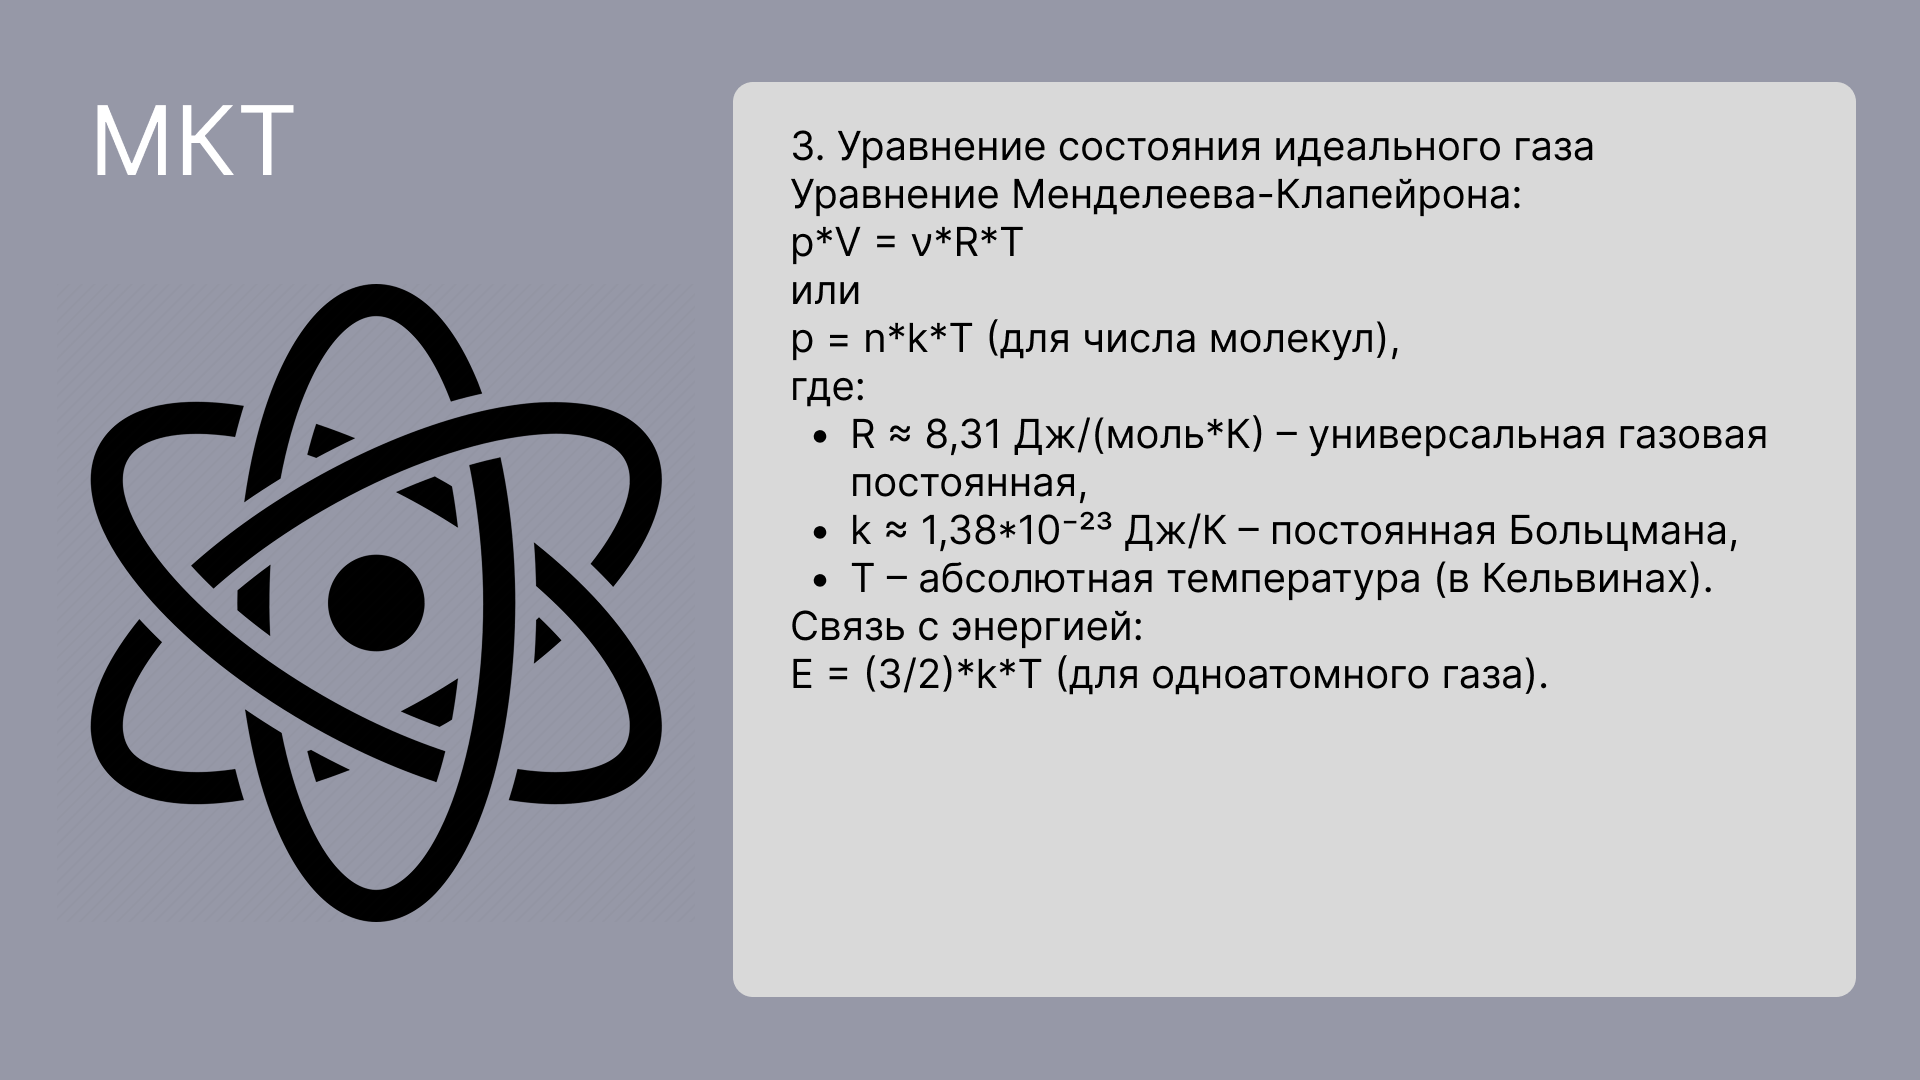 МКТ
3. Уравнение состояния идеального газа
Уравнение Менделеева-Клапейрона:
p*V = ν*R*T
или
p = n*k*T (для числа молекул),
где:
• R ≈ 8,31 Дж/(моль*К) – универсальная газовая
постоянная,
• k ≈ 1,38*10⁻²³ Дж/К – постоянная Больцмана,
• T – абсолютная температура (в Кельвинах).
Связь с энергией:
E = (3/2)*k*T (для одноатомного газа).